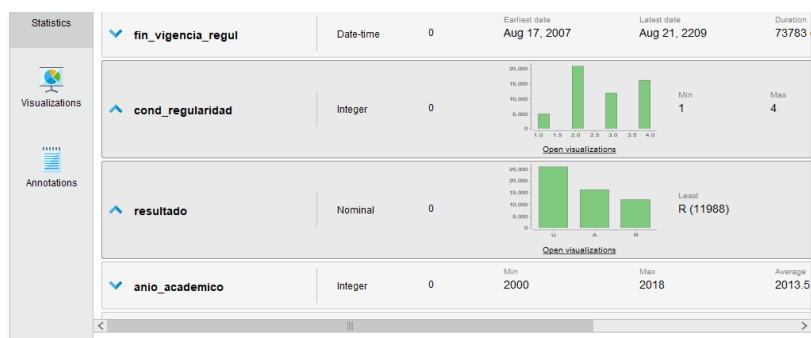 Statistics
Visualizations
Annotations
fin_vigencia_regul Date-time 0 Earliest date Aug 17, 2007 Latest date Aug 21, 2209 Duration 73783
cond_regularidad Integer 0
20,000
15,000
10,000
5,000
0
1.0 1.5 2.0 2.5 3.0 3.5 4.0
Open visualizations
Min 1 Max 4
resultado Nominal 0
25,000
20,000
15,000
10,000
5,000
0
U A R
Open visualizations
Least R (11988)
anio_academico Integer 0 Min 2000 Max 2018 Average 2013.5